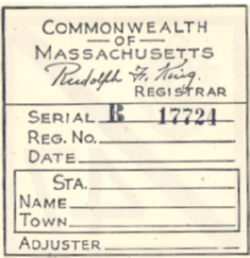 COMMONWEALTH
OF
MASSACHUSETTS
Rudolph F. King.
REGISTRAR
SERIAL B 17724
REG. NO.
DATE
STA.
NAME
TOWN
ADJUSTER